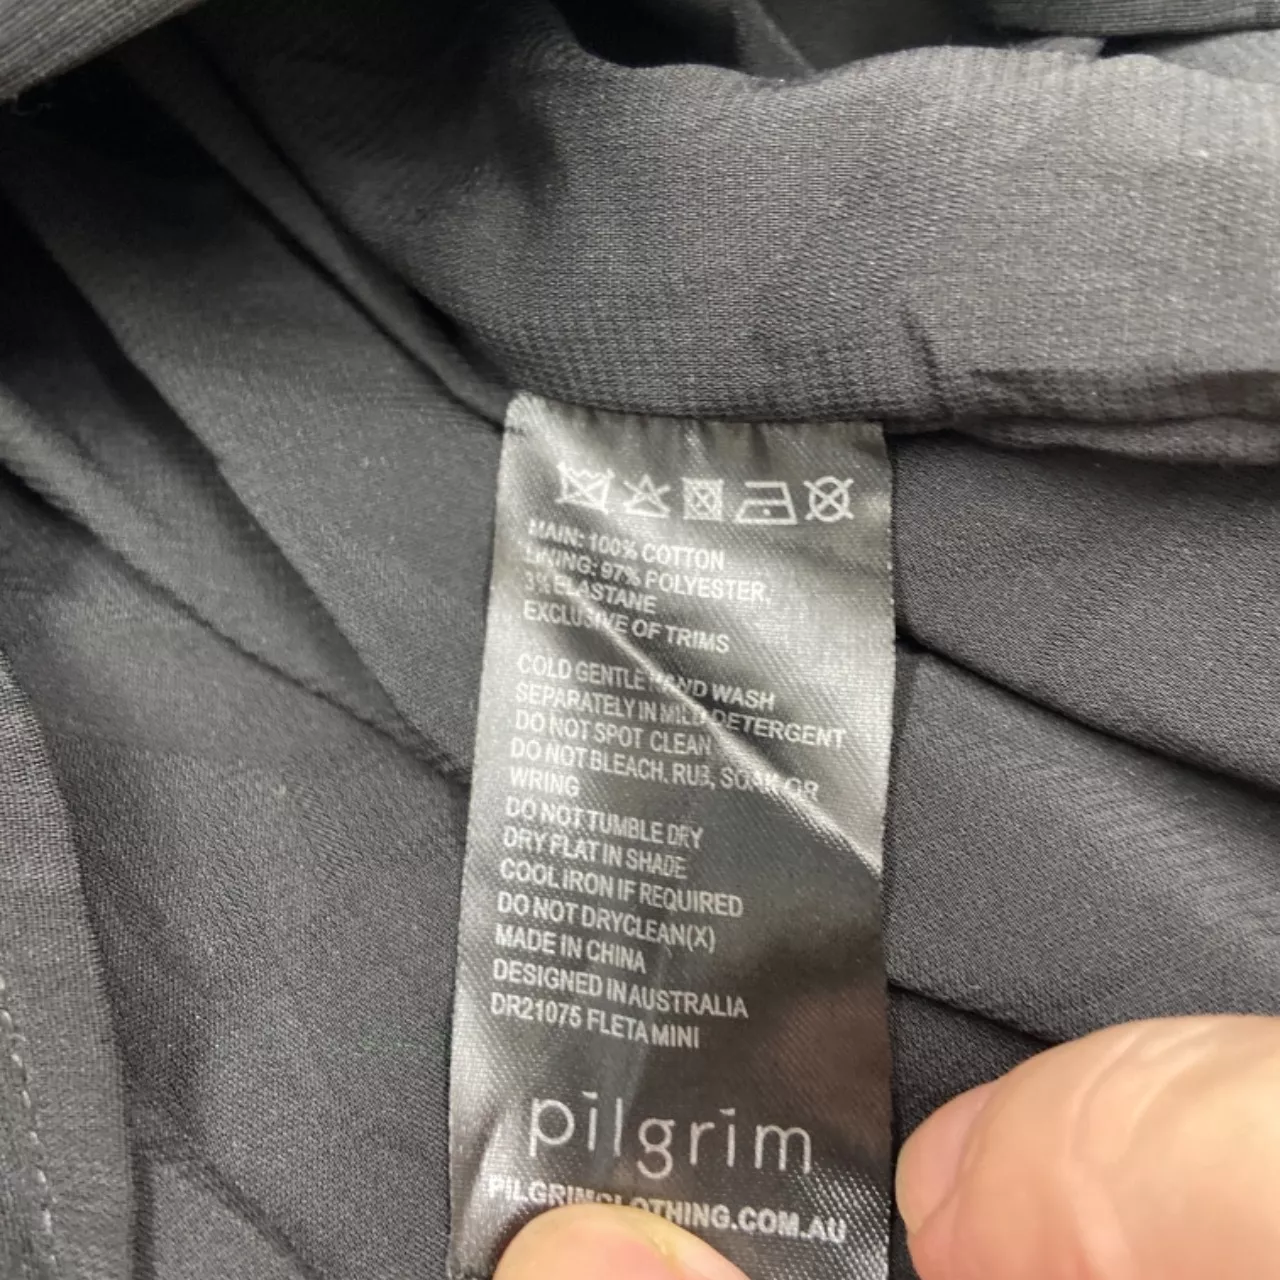 MAIN: 100% COTTON
LINING: 97% POLYESTER,
3% ELASTANE
EXCLUSIVE OF TRIMS
COLD GENTLE HAND WASH
SEPARATELY IN MILD DETERGENT
DO NOT SPOT CLEAN
DO NOT BLEACH, RUB, SOAK OR
WRING
DO NOT TUMBLE DRY
DRY FLAT IN SHADE
COOL IRON IF REQUIRED
DO NOT DRYCLEAN(X)
MADE IN CHINA
DESIGNED IN AUSTRALIA
DR21075 FLETA MINI
pilgrim
PILGRIMCLOTHING.COM.AU